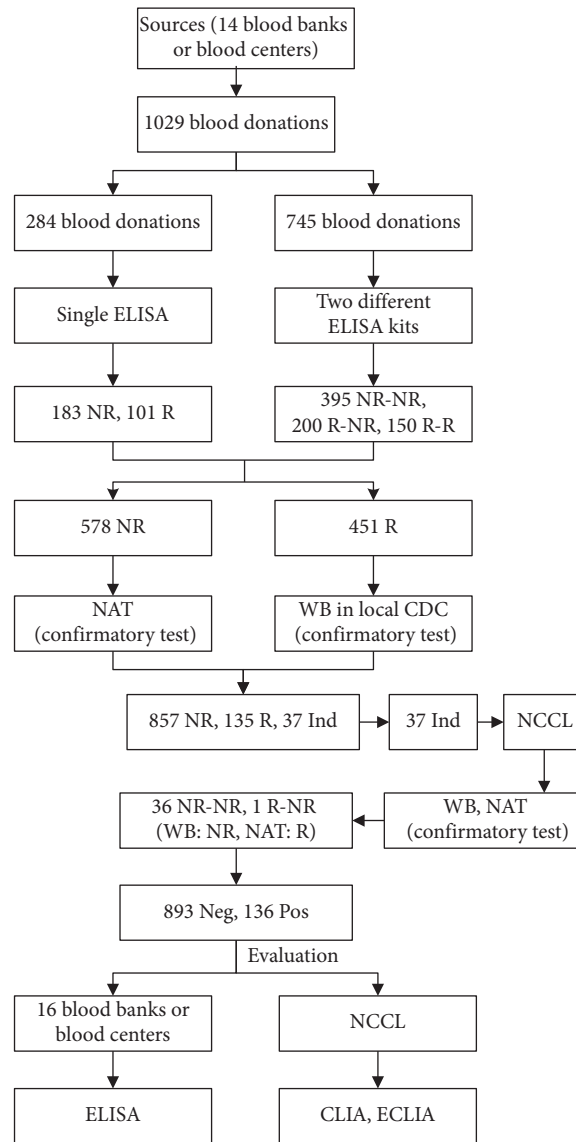 Sources (14 blood banks
or blood centers)
1029 blood donations
284 blood donations
745 blood donations
Single ELISA
Two different
ELISA kits
183 NR, 101 R
395 NR-NR,
200 R-NR, 150 R-R
578 NR
451 R
NAT
(confirmatory test)
WB in local CDC
(confirmatory test)
857 NR, 135 R, 37 Ind
37 Ind
NCCL
WB, NAT
(confirmatory test)
36 NR-NR, 1 R-NR
(WB: NR, NAT: R)
893 Neg, 136 Pos
Evaluation
16 blood banks or
blood centers
NCCL
ELISA
CLIA, ECLIA